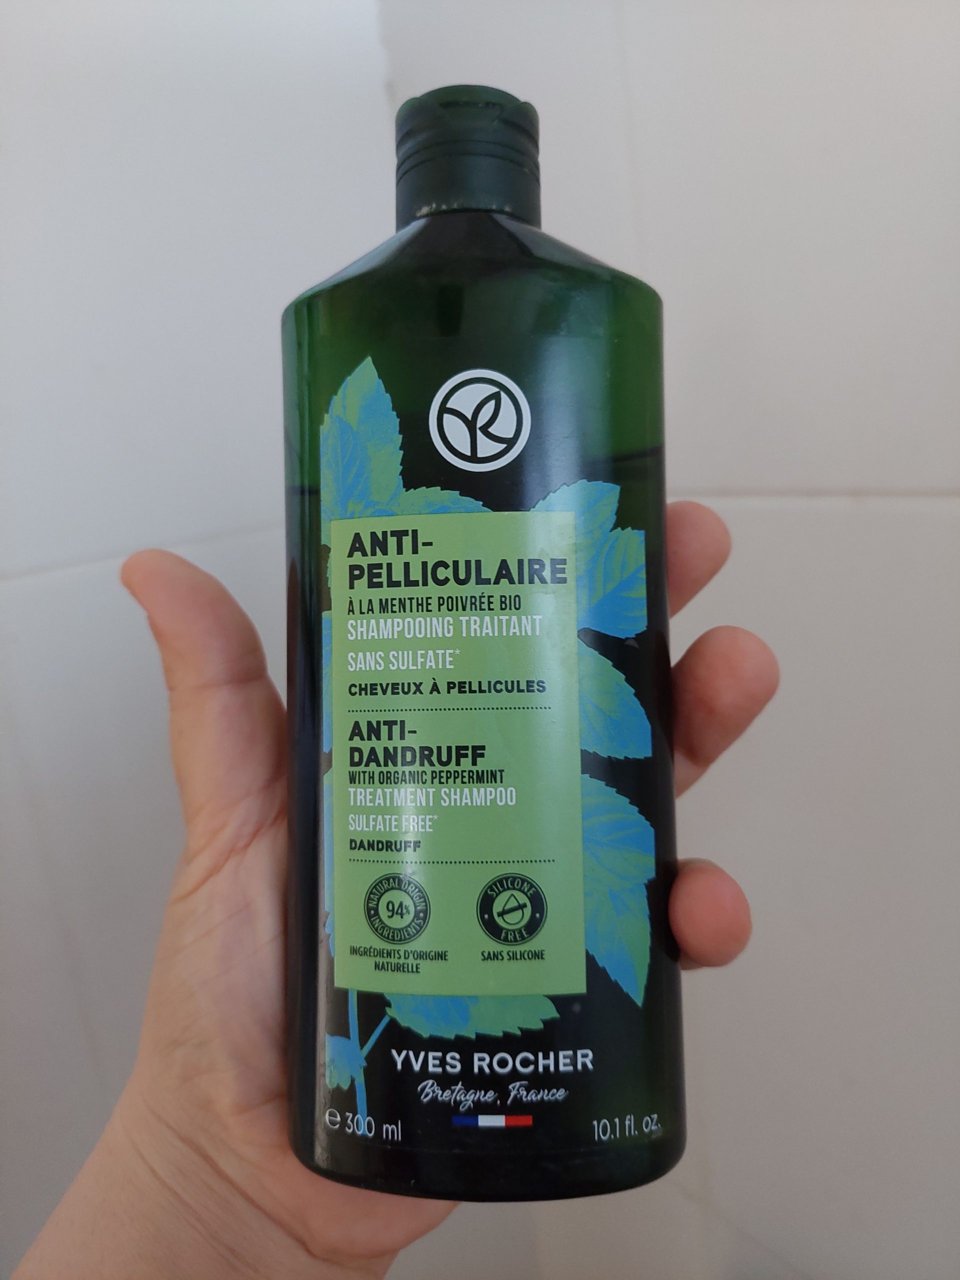 ANTI-
PELLICULAIRE
À LA MENTHE POIVRÉE BIO
SHAMPOOING TRAITANT
SANS SULFATE*
CHEVEUX À PELLICULES
ANTI-
DANDRUFF
WITH ORGANIC PEPPERMINT
TREATMENT SHAMPOO
SULFATE FREE*
DANDRUFF
NATURAL ORIGIN
94%
INGREDIENTS
INGRÉDIENTS D'ORIGINE
NATURELLE
SILICONE
FREE
SANS SILICONE
YVES ROCHER
Bretagne, France
℮ 300 ml
10.1 fl. oz.